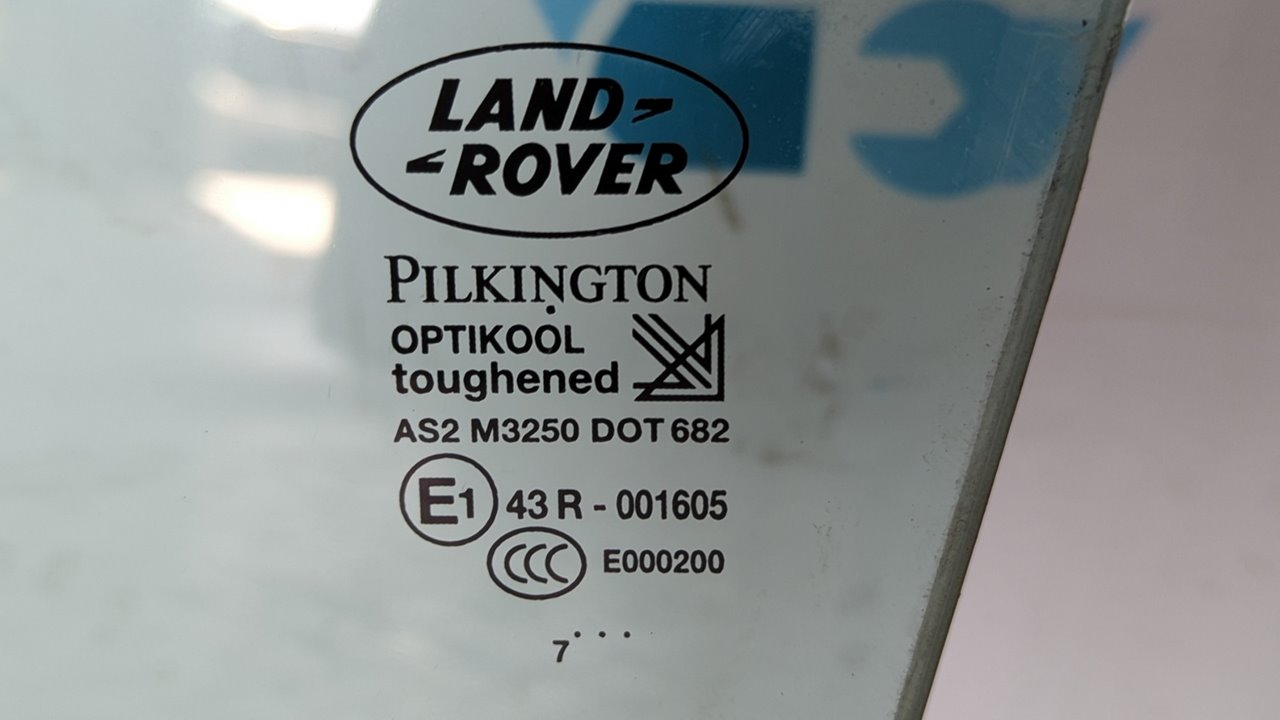 LAND
ROVER
PILKINGTON
OPTIKOOL
toughened
AS2 M3250 DOT 682
E1 43 R - 001605
CCC E000200
7 . . .